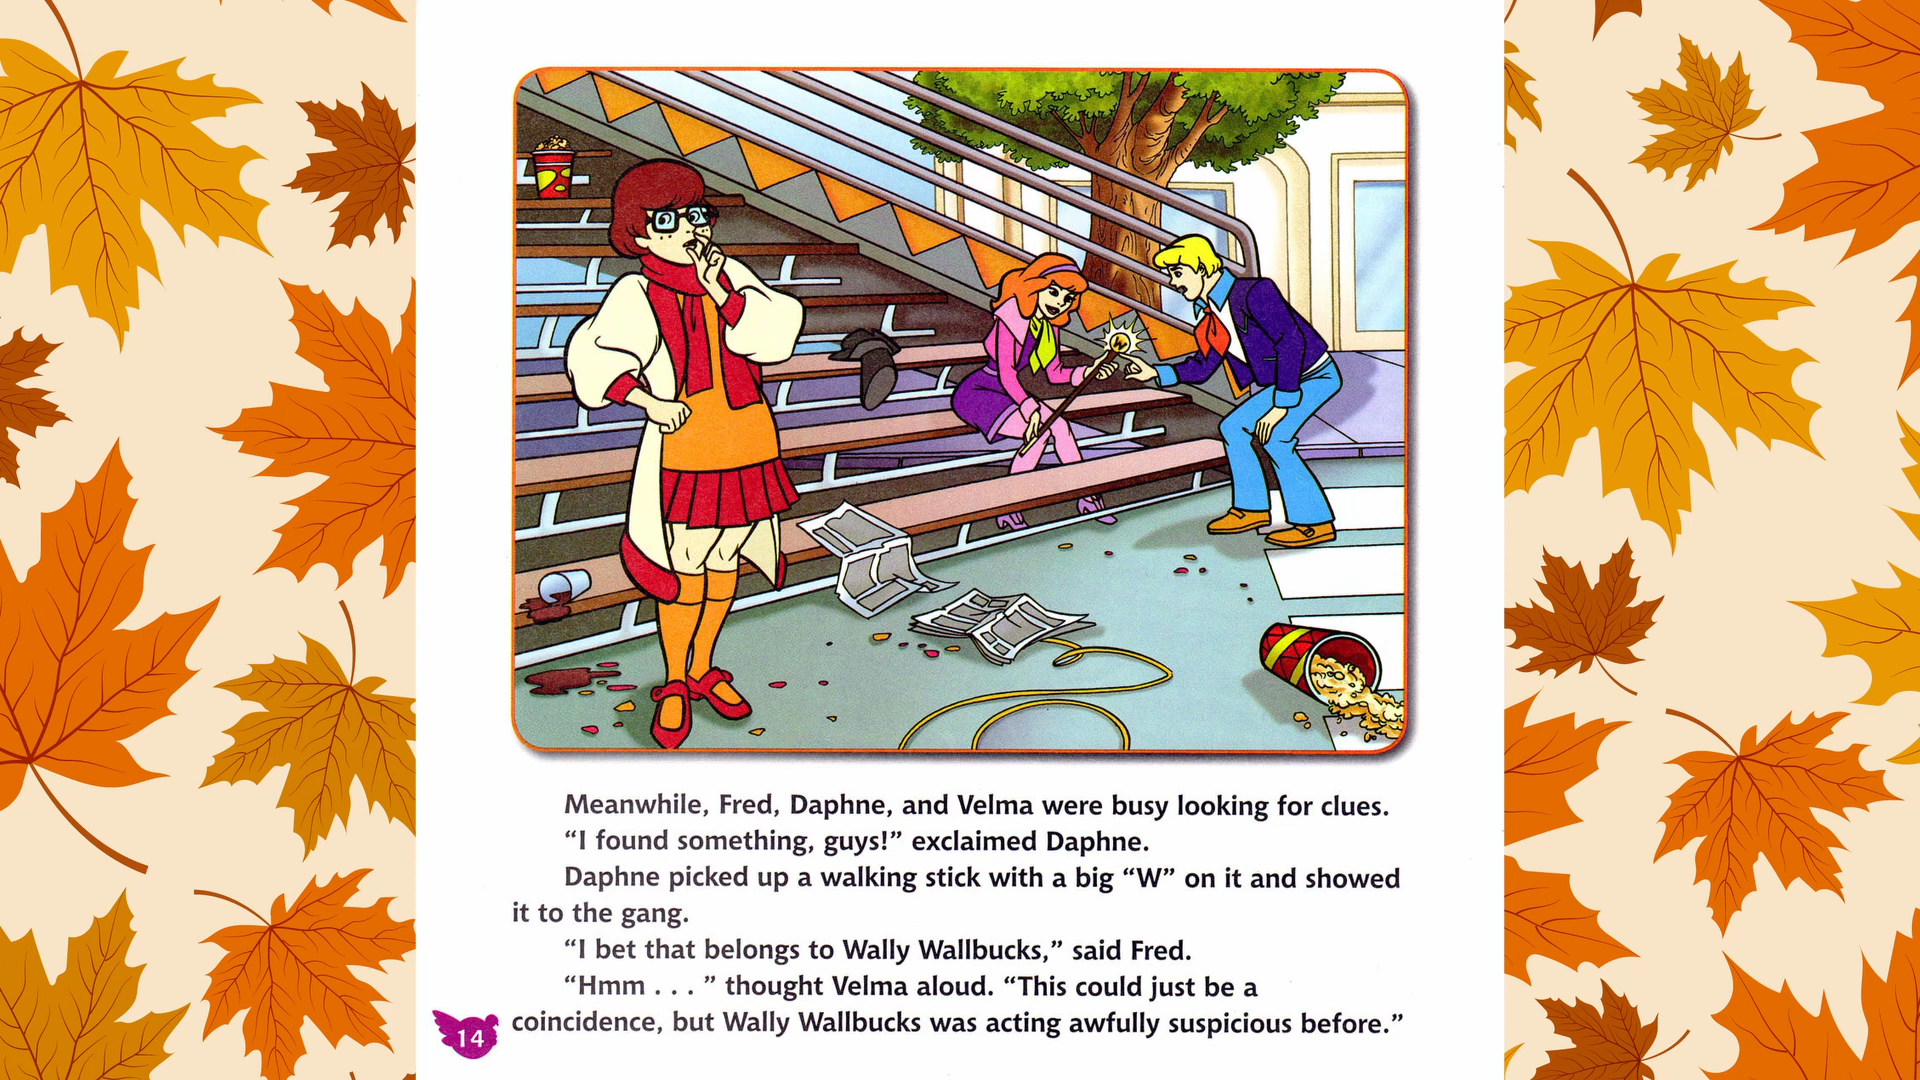 W
Meanwhile, Fred, Daphne, and Velma were busy looking for clues.
“I found something, guys!” exclaimed Daphne.
Daphne picked up a walking stick with a big “W” on it and showed
it to the gang.
“I bet that belongs to Wally Wallbucks,” said Fred.
“Hmm . . . ” thought Velma aloud. “This could just be a
coincidence, but Wally Wallbucks was acting awfully suspicious before.”
14